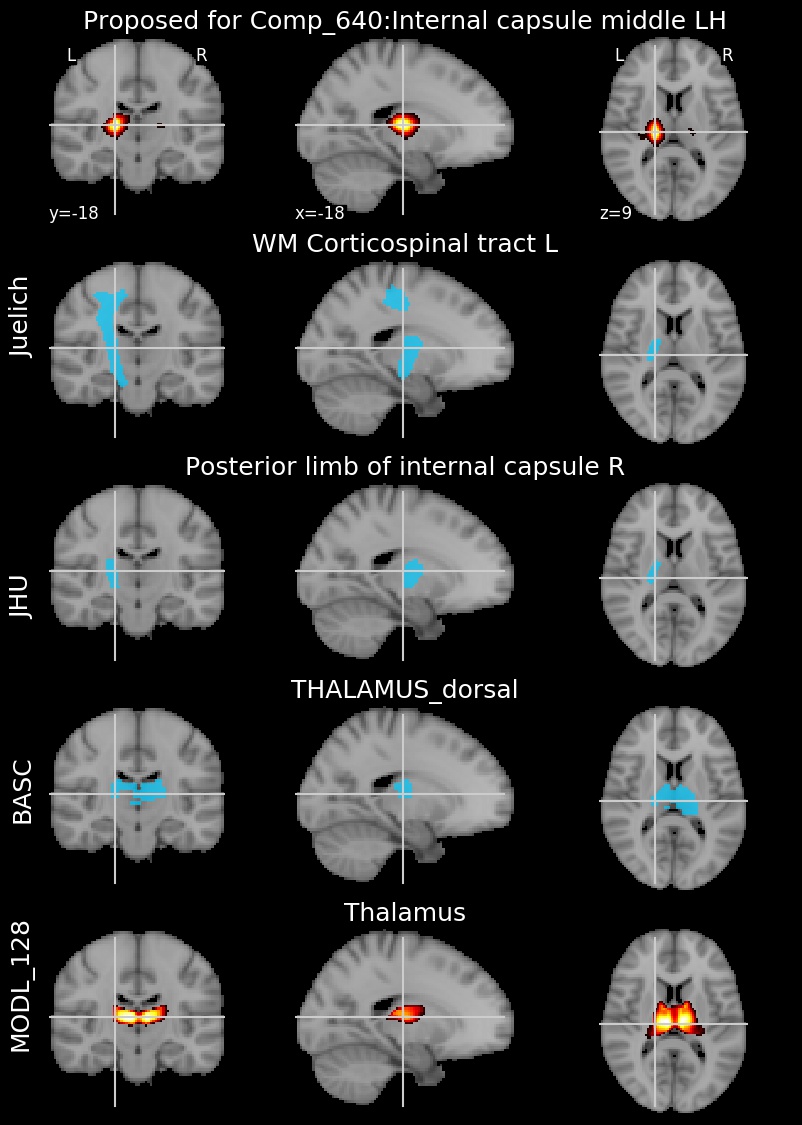 Proposed for Comp_640:Internal capsule middle LH
L R L R
y=-18 x=-18 z=9
WM Corticospinal tract L
Juelich
Posterior limb of internal capsule R
JHU
THALAMUS_dorsal
BASC
Thalamus
MODL_128